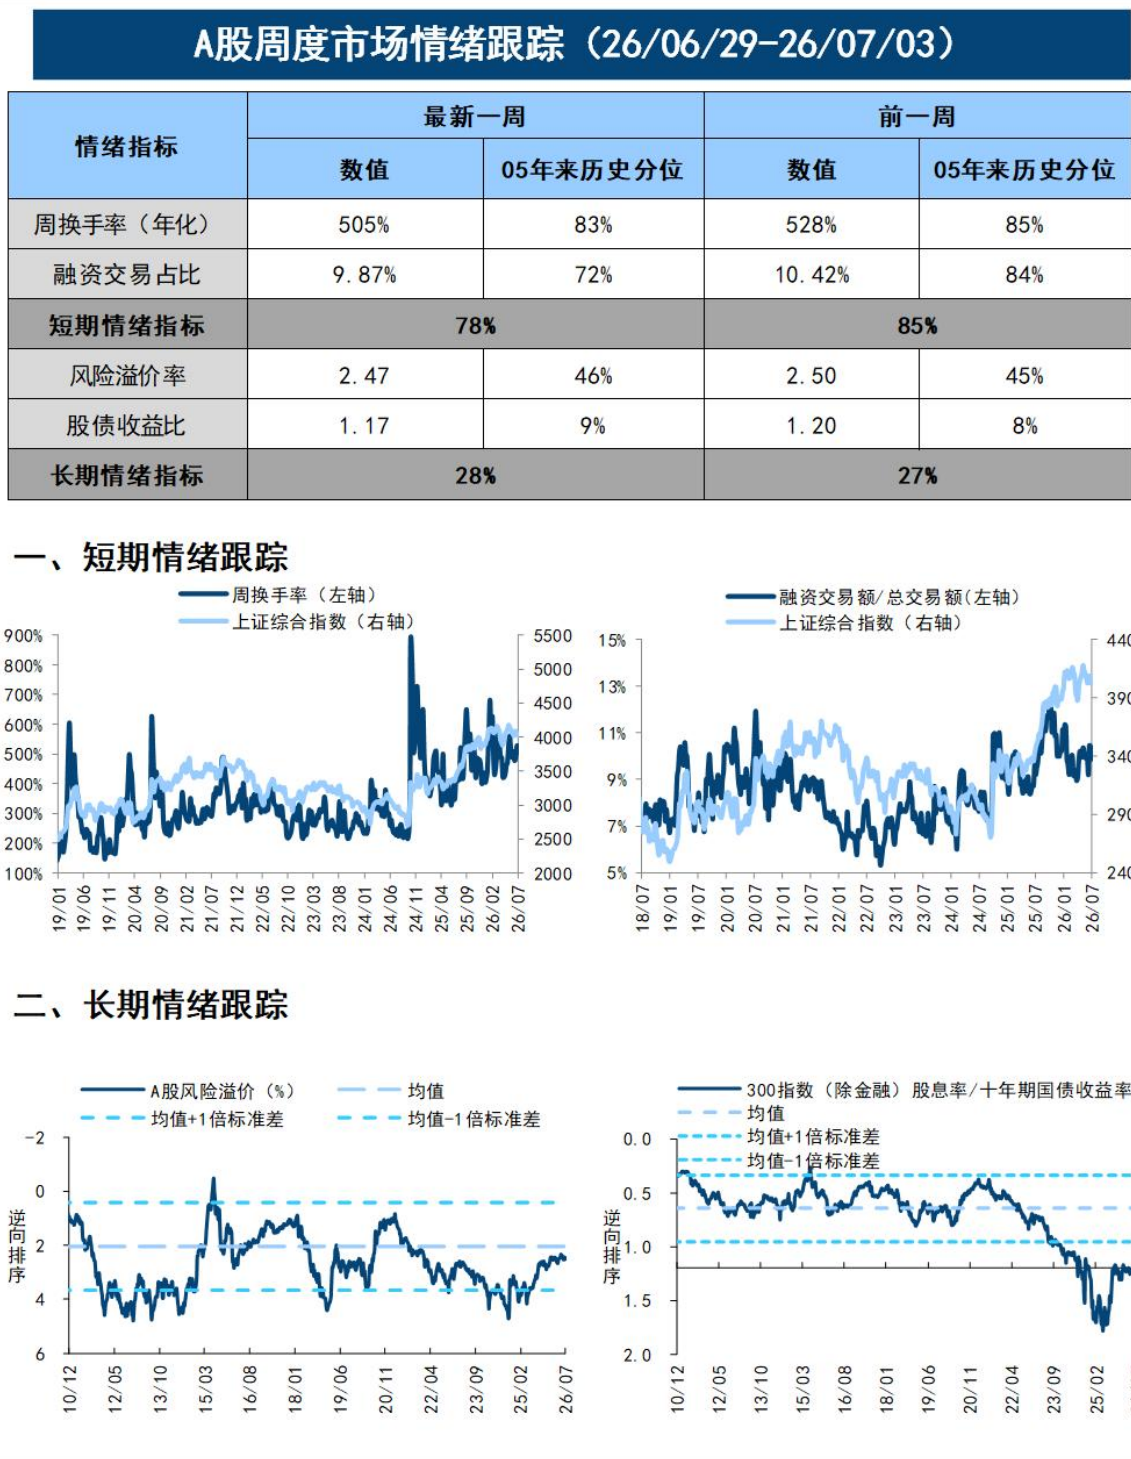 A股周度市场情绪跟踪（26/06/29-26/07/03）
情绪指标 最新一周 前一周
数值 05年来历史分位 数值 05年来历史分位
周换手率（年化） 505% 83% 528% 85%
融资交易占比 9.87% 72% 10.42% 84%
短期情绪指标 78% 85%
风险溢价率 2.47 46% 2.50 45%
股债收益比 1.17 9% 1.20 8%
长期情绪指标 28% 27%
一、短期情绪跟踪
周换手率（左轴）
上证综合指数（右轴）
900%
800%
700%
600%
500%
400%
300%
200%
100%
5500
5000
4500
4000
3500
3000
2500
2000
19/01 19/06 19/11 20/04 20/09 21/02 21/07 21/12 22/05 22/10 23/03 23/08 24/01 24/06 24/11 25/04 25/09 26/02 26/07
融资交易额/总交易额(左轴)
上证综合指数（右轴）
15%
13%
11%
9%
7%
5%
440
390
340
290
240
18/07 19/01 19/07 20/01 20/07 21/01 21/07 22/01 22/07 23/01 23/07 24/01 24/07 25/01 25/07 26/01 26/07
二、长期情绪跟踪
A股风险溢价（%） 均值
均值+1倍标准差 均值-1倍标准差
逆向排序
-2
0
2
4
6
10/12 12/05 13/10 15/03 16/08 18/01 19/06 20/11 22/04 23/09 25/02 26/07
300指数（除金融）股息率/十年期国债收益率
均值
均值+1倍标准差
均值-1倍标准差
逆向排序
0.0
0.5
1.0
1.5
2.0
10/12 12/05 13/10 15/03 16/08 18/01 19/06 20/11 22/04 23/09 25/02